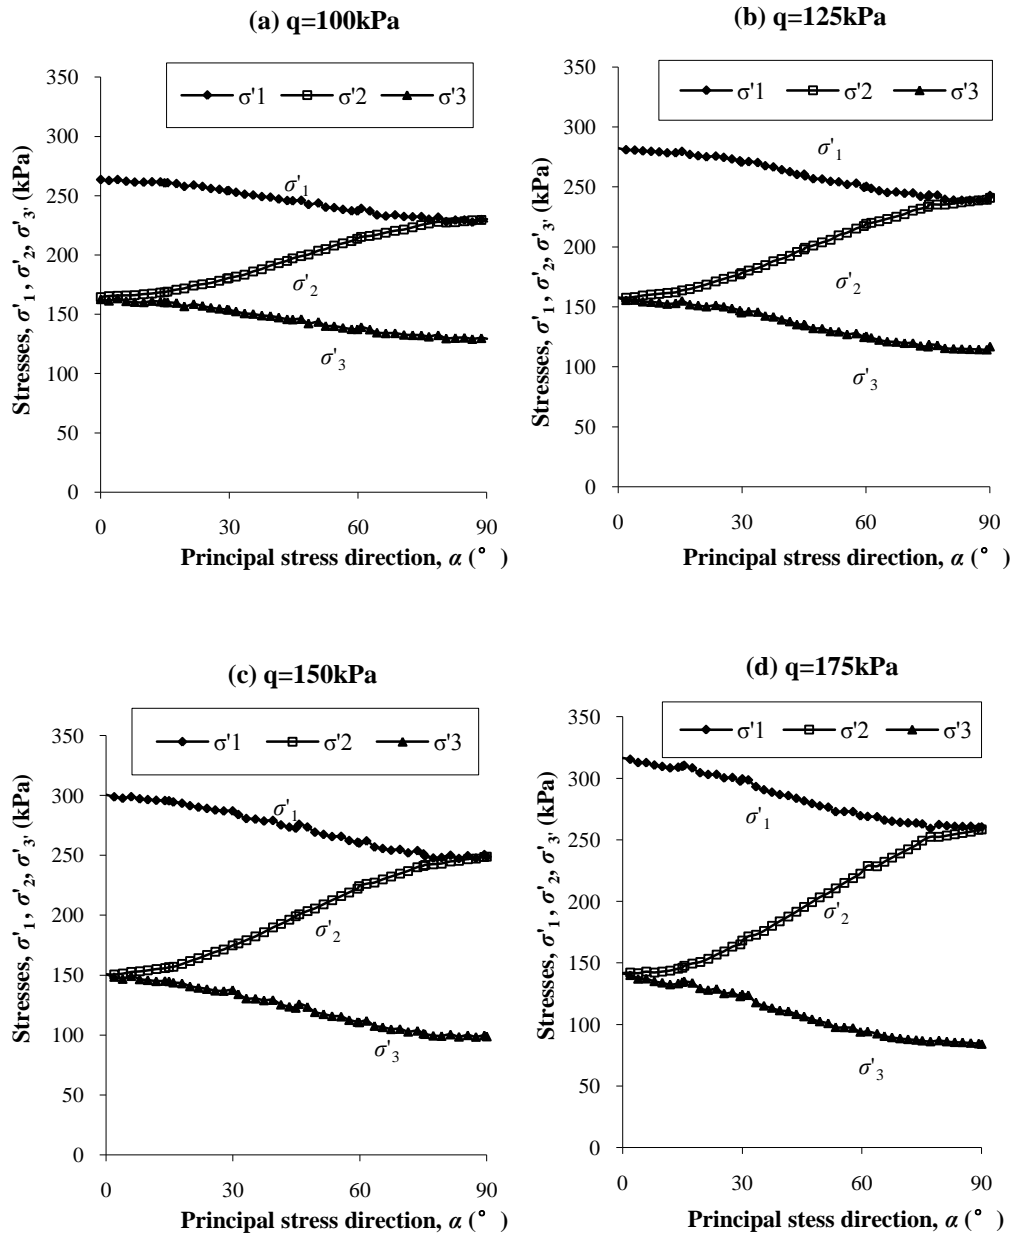 (a) q=100kPa
σ'1 σ'2 σ'3
350
300
250
200
150
100
50
0
0 30 60 90
σ'1
σ'2
σ'3
Stresses, σ'1, σ'2, σ'3' (kPa)
Principal stress direction, α (° )
(b) q=125kPa
σ'1 σ'2 σ'3
350
300
250
200
150
100
50
0
0 30 60 90
σ'1
σ'2
σ'3
Stresses, σ'1, σ'2, σ'3' (kPa)
Principal stress direction, α (° )
(c) q=150kPa
σ'1 σ'2 σ'3
350
300
250
200
150
100
50
0
0 30 60 90
σ'1
σ'2
σ'3
Stresses, σ'1, σ'2, σ'3' (kPa)
Principal stress direction, α (° )
(d) q=175kPa
σ'1 σ'2 σ'3
350
300
250
200
150
100
50
0
0 30 60 90
σ'1
σ'2
σ'3
Stresses, σ'1, σ'2, σ'3' (kPa)
Principal stess direction, α (° )